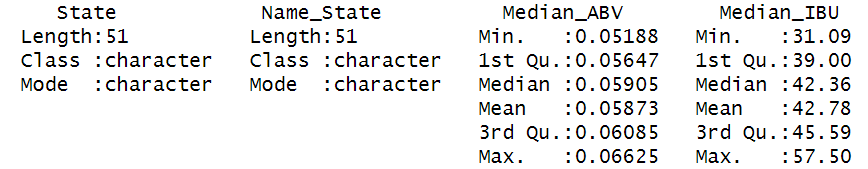 State Name_State Median_ABV Median_IBU
Length:51 Length:51 Min. :0.05188 Min. :31.09
Class :character Class :character 1st Qu.:0.05647 1st Qu.:39.00
Mode :character Mode :character Median :0.05905 Median :42.36
Mean :0.05873 Mean :42.78
3rd Qu.:0.06085 3rd Qu.:45.59
Max. :0.06625 Max. :57.50